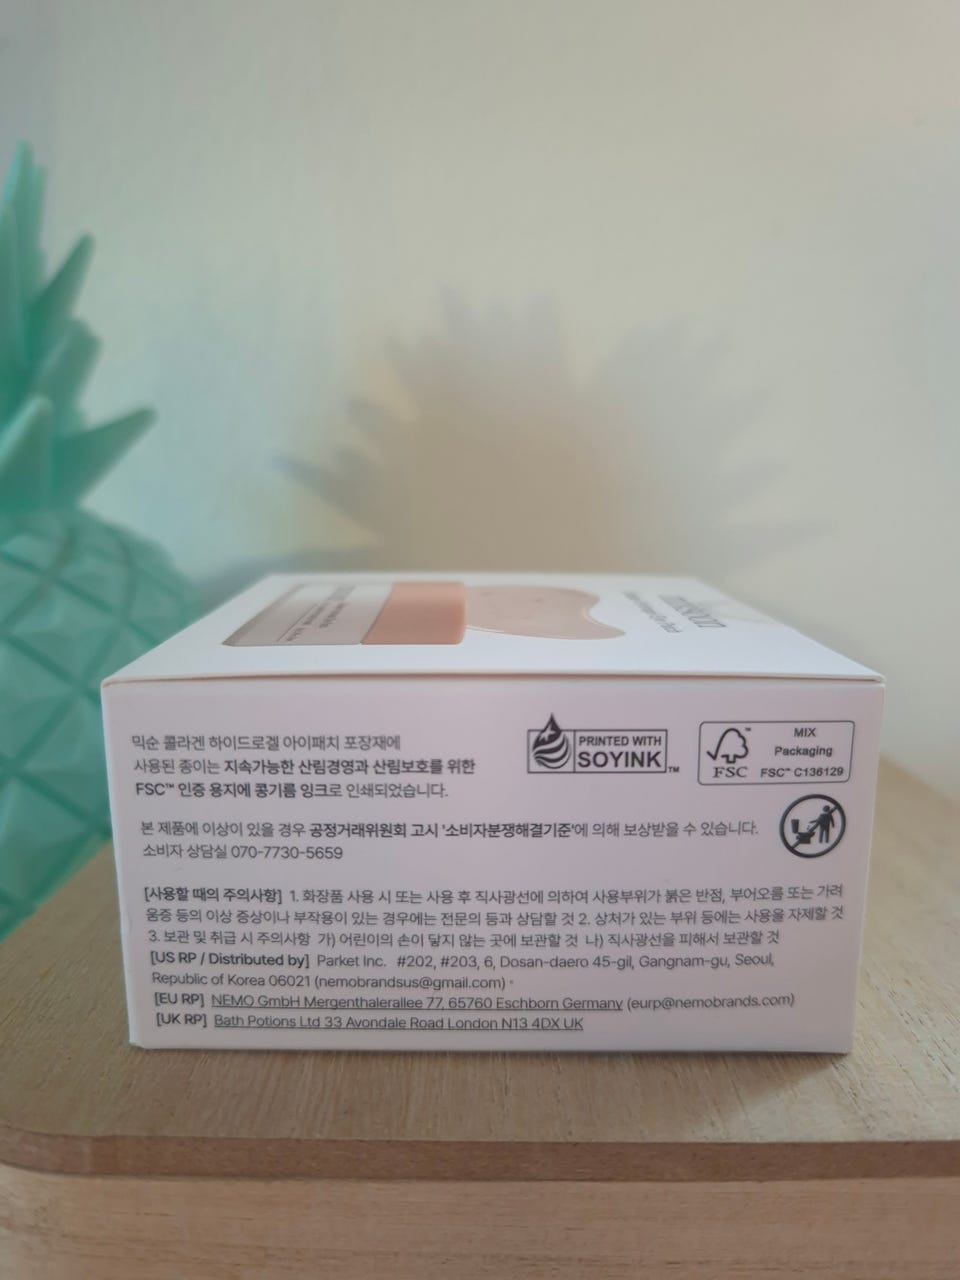 믹순 콜라겐 하이드로겔 아이패치 포장재에
사용된 종이는 지속가능한 산림경영과 산림보호를 위한
FSC™ 인증 용지에 콩기름 잉크로 인쇄되었습니다.
PRINTED WITH
SOYINK™
FSC™
MIX
Packaging
FSC™ C136129
본 제품에 이상이 있을 경우 공정거래위원회 고시 '소비자분쟁해결기준'에 의해 보상받을 수 있습니다.
소비자 상담실 070-7730-5659
[사용할 때의 주의사항] 1. 화장품 사용 시 또는 사용 후 직사광선에 의하여 사용부위가 붉은 반점, 부어오름 또는 가려
움증 등의 이상 증상이나 부작용이 있는 경우에는 전문의 등과 상담할 것 2. 상처가 있는 부위 등에는 사용을 자제할 것
3. 보관 및 취급 시 주의사항 가) 어린이의 손이 닿지 않는 곳에 보관할 것 나) 직사광선을 피해서 보관할 것
[US RP / Distributed by] Parket Inc. #202, #203, 6, Dosan-daero 45-gil, Gangnam-gu, Seoul,
Republic of Korea 06021 (nemobrandsus@gmail.com)
[EU RP] NEMO GmbH Mergenthalerallee 77, 65760 Eschborn Germany (eurp@nemobrands.com)
[UK RP] Bath Potions Ltd 33 Avondale Road London N13 4DX UK